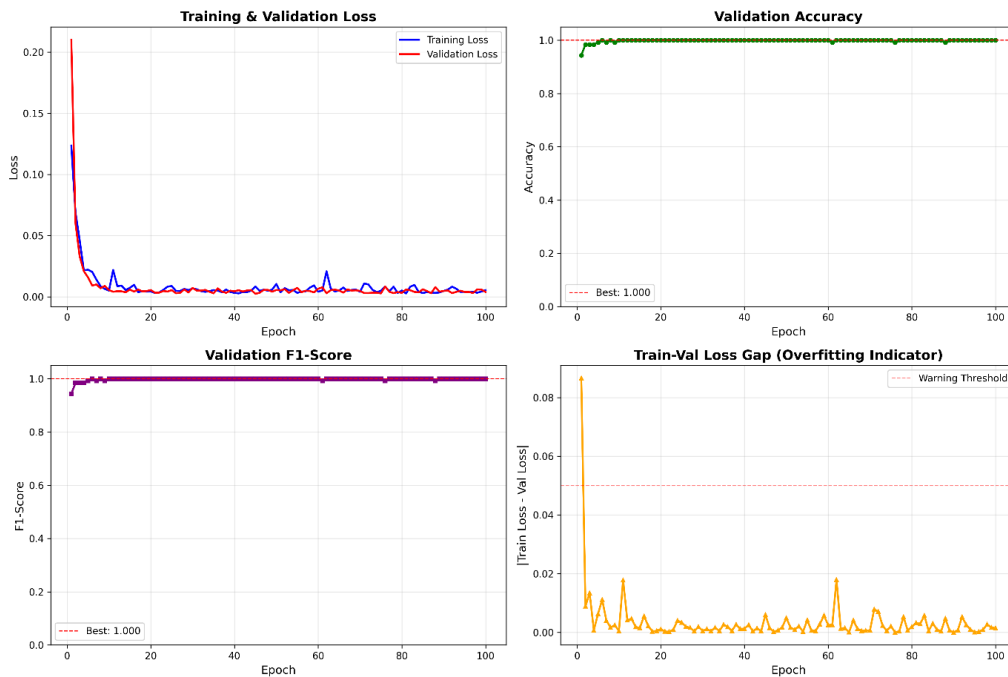 Training & Validation Loss
Training Loss
Validation Loss
0.20
0.15
0.10
0.05
0.00
Loss
0
20
40
60
80
100
Epoch
Validation Accuracy
1.0
0.8
0.6
0.4
0.2
0.0
Accuracy
Best: 1.000
0
20
40
60
80
100
Epoch
Validation F1-Score
1.0
0.8
0.6
0.4
0.2
0.0
F1-Score
Best: 1.000
0
20
40
60
80
100
Epoch
Train-Val Loss Gap (Overfitting Indicator)
Warning Threshold
0.08
0.06
0.04
0.02
0.00
|Train Loss - Val Loss|
0
20
40
60
80
100
Epoch